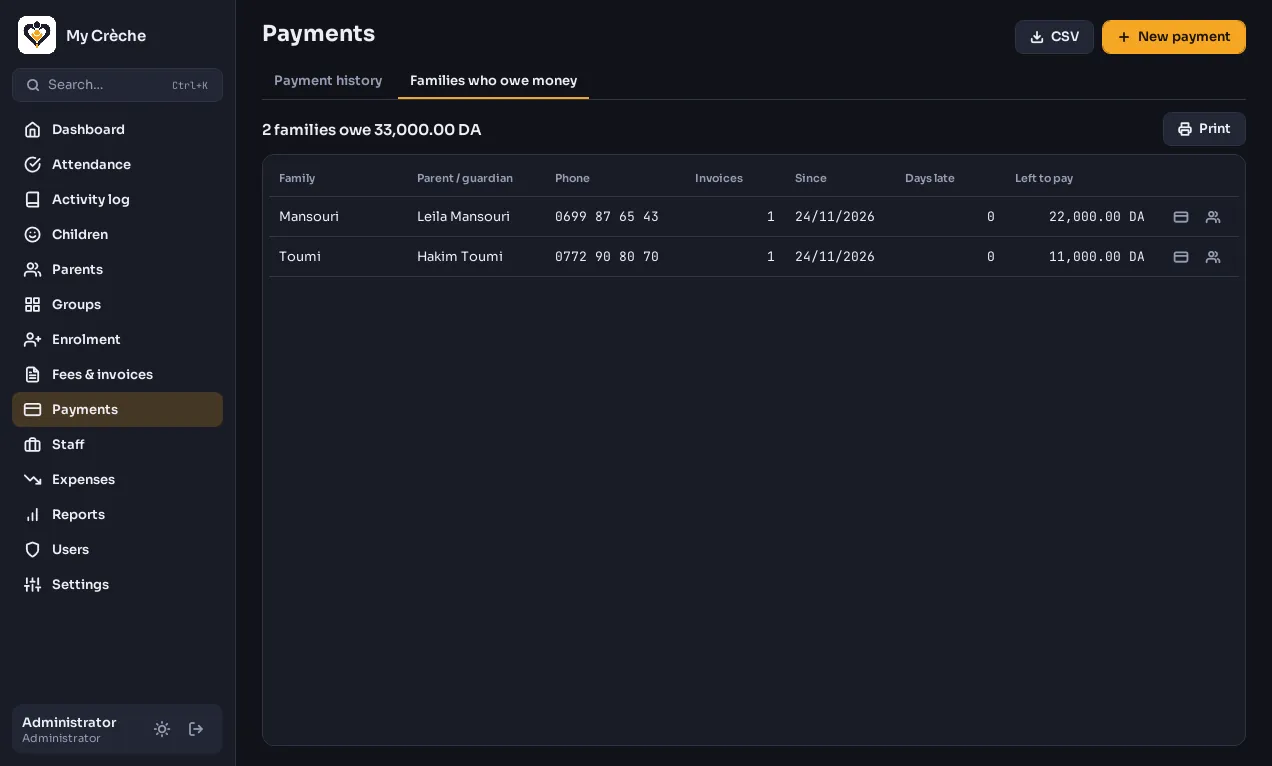 My Crèche
Search...
Ctrl+K
Dashboard
Attendance
Activity log
Children
Parents
Groups
Enrolment
Fees & invoices
Payments
Staff
Expenses
Reports
Users
Settings
Administrator
Administrator
Payments
CSV
+ New payment
Payment history
Families who owe money
2 families owe 33,000.00 DA
Print
Family Parent / guardian Phone Invoices Since Days late Left to pay
Mansouri Leila Mansouri 0699 87 65 43 1 24/11/2026 0 22,000.00 DA
Toumi Hakim Toumi 0772 90 80 70 1 24/11/2026 0 11,000.00 DA